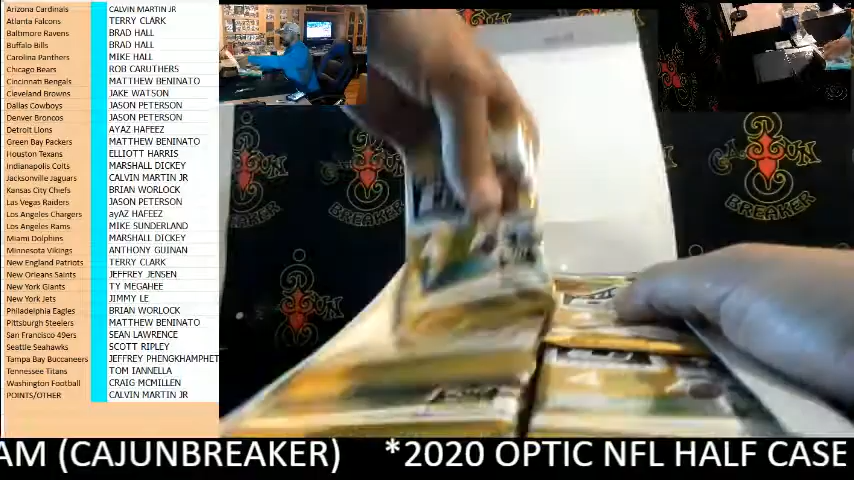 Arizona Cardinals CALVIN MARTIN JR
Atlanta Falcons TERRY CLARK
Baltimore Ravens BRAD HALL
Buffalo Bills BRAD HALL
Carolina Panthers MIKE HALL
Chicago Bears ROB CARUTHERS
Cincinnati Bengals MATTHEW BENINATO
Cleveland Browns JAKE WATSON
Dallas Cowboys JASON PETERSON
Denver Broncos JASON PETERSON
Detroit Lions AYAZ HAFEEZ
Green Bay Packers MATTHEW BENINATO
Houston Texans ELLIOTT HARRIS
Indianapolis Colts MARSHALL DICKEY
Jacksonville Jaguars CALVIN MARTIN JR
Kansas City Chiefs BRIAN WORLOCK
Las Vegas Raiders JASON PETERSON
Los Angeles Chargers ayAZ HAFEEZ
Los Angeles Rams MIKE SUNDERLAND
Miami Dolphins MARSHALL DICKEY
Minnesota Vikings ANTHONY GUINAN
New England Patriots TERRY CLARK
New Orleans Saints JEFFREY JENSEN
New York Giants TY MEGAHEE
New York Jets JIMMY LE
Philadelphia Eagles BRIAN WORLOCK
Pittsburgh Steelers MATTHEW BENINATO
San Francisco 49ers SEAN LAWRENCE
Seattle Seahawks SCOTT RIPLEY
Tampa Bay Buccaneers JEFFREY PHENGKHAMPHET
Tennessee Titans TOM IANNELLA
Washington Football CRAIG MCMILLEN
POINTS/OTHER CALVIN MARTIN JR
CAJUN
BREAKER
AM (CAJUNBREAKER) *2020 OPTIC NFL HALF CASE